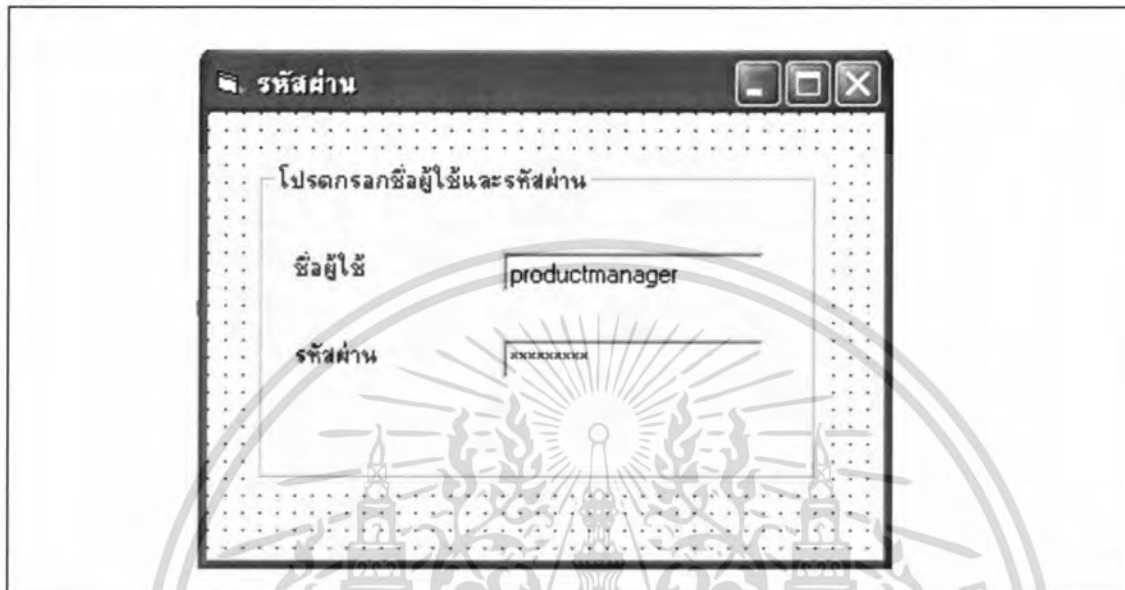 รหัสผ่าน
โปรดกรอกชื่อผู้ใช้และรหัสผ่าน
ชื่อผู้ใช้
productmanager
รหัสผ่าน
×××××××××